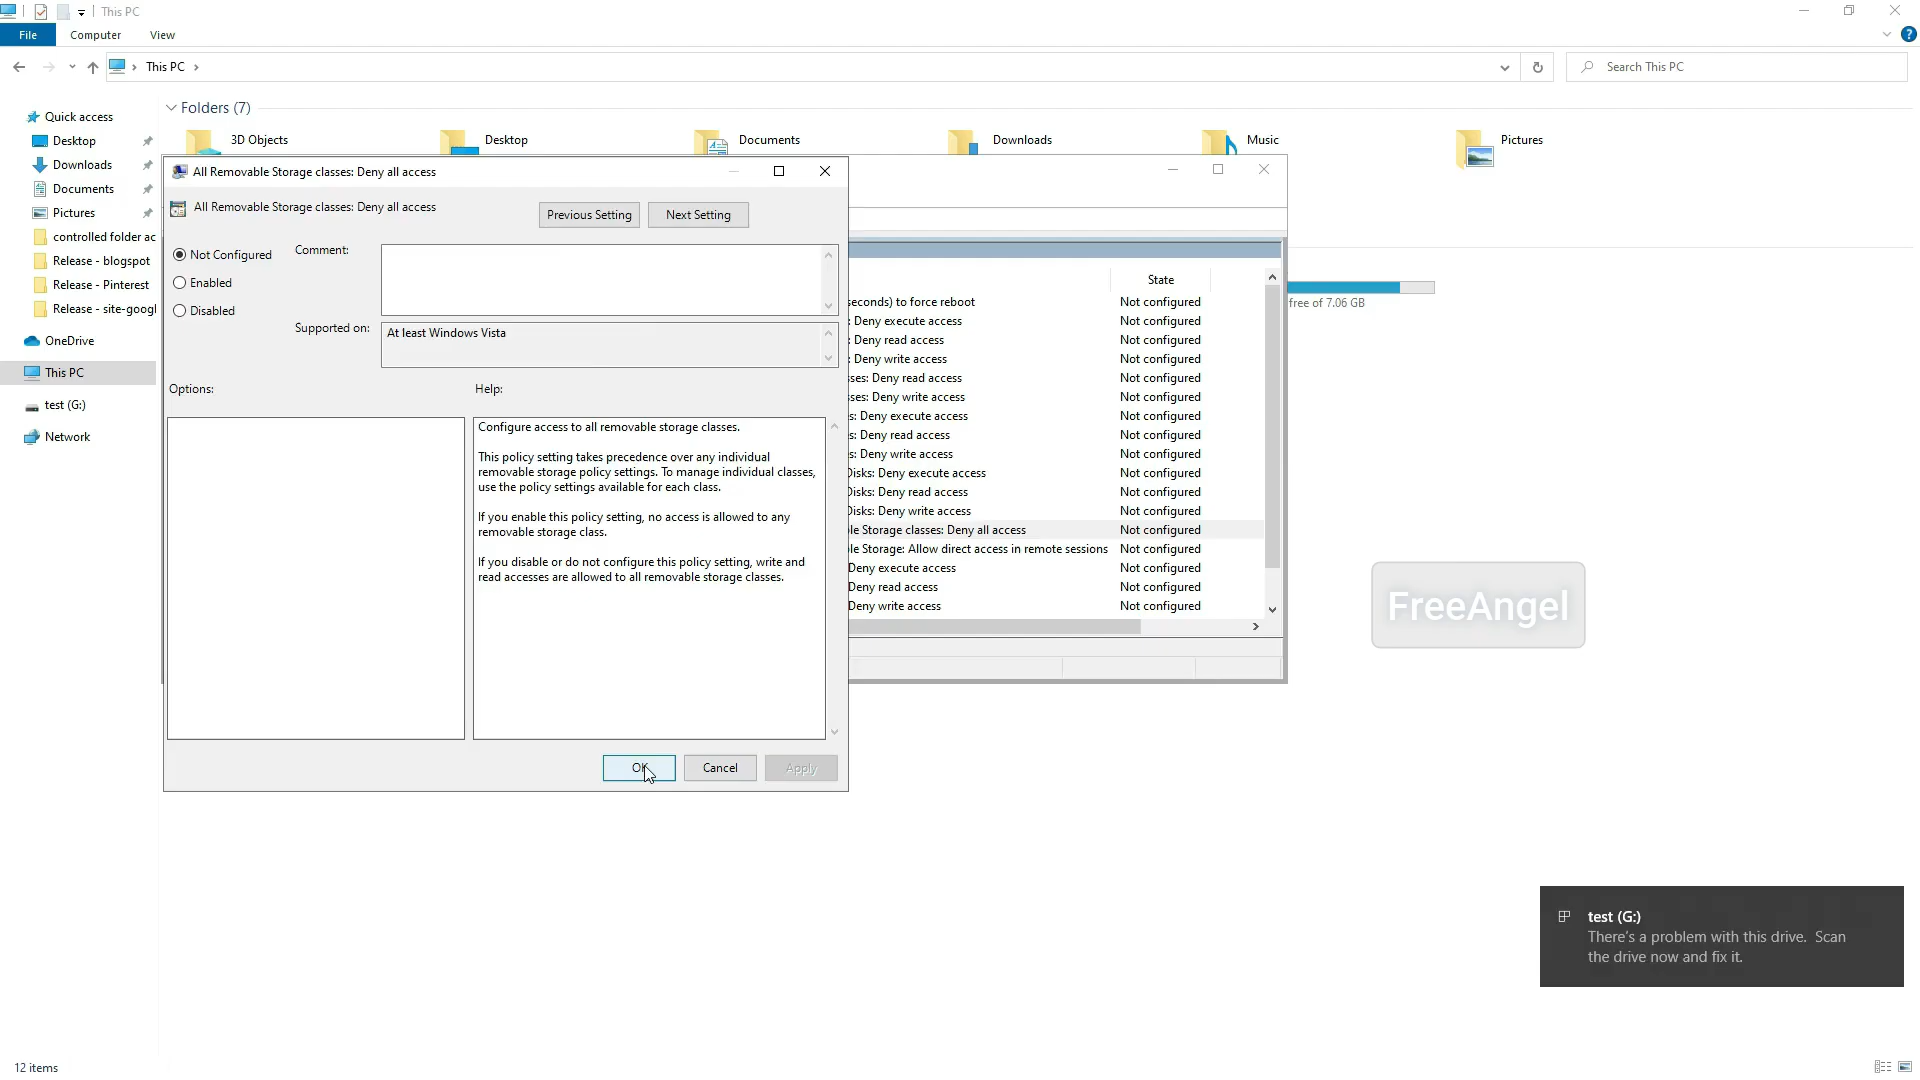 This PC
File
Computer
View
This PC
Search This PC
Quick access
Desktop
Downloads
Documents
Pictures
controlled folder ac
Release - blogspot
Release - Pinterest
Release - site-googl
OneDrive
This PC
test (G:)
Network
Folders (7)
3D Objects
Desktop
Documents
Downloads
Music
Pictures
All Removable Storage classes: Deny all access
All Removable Storage classes: Deny all access
Previous Setting
Next Setting
Not Configured
Enabled
Disabled
Comment:
Supported on:
At least Windows Vista
Options:
Help:
Configure access to all removable storage classes.
This policy setting takes precedence over any individual
removable storage policy settings. To manage individual classes,
use the policy settings available for each class.
If you enable this policy setting, no access is allowed to any
removable storage class.
If you disable or do not configure this policy setting, write and
read accesses are allowed to all removable storage classes.
OK
Cancel
Apply
State
seconds) to force reboot Not configured
: Deny execute access Not configured
: Deny read access Not configured
: Deny write access Not configured
sses: Deny read access Not configured
sses: Deny write access Not configured
s: Deny execute access Not configured
s: Deny read access Not configured
s: Deny write access Not configured
Disks: Deny execute access Not configured
Disks: Deny read access Not configured
Disks: Deny write access Not configured
le Storage classes: Deny all access Not configured
le Storage: Allow direct access in remote sessions Not configured
Deny execute access Not configured
Deny read access Not configured
Deny write access Not configured
free of 7.06 GB
FreeAngel
test (G:)
There's a problem with this drive. Scan
the drive now and fix it.
12 items